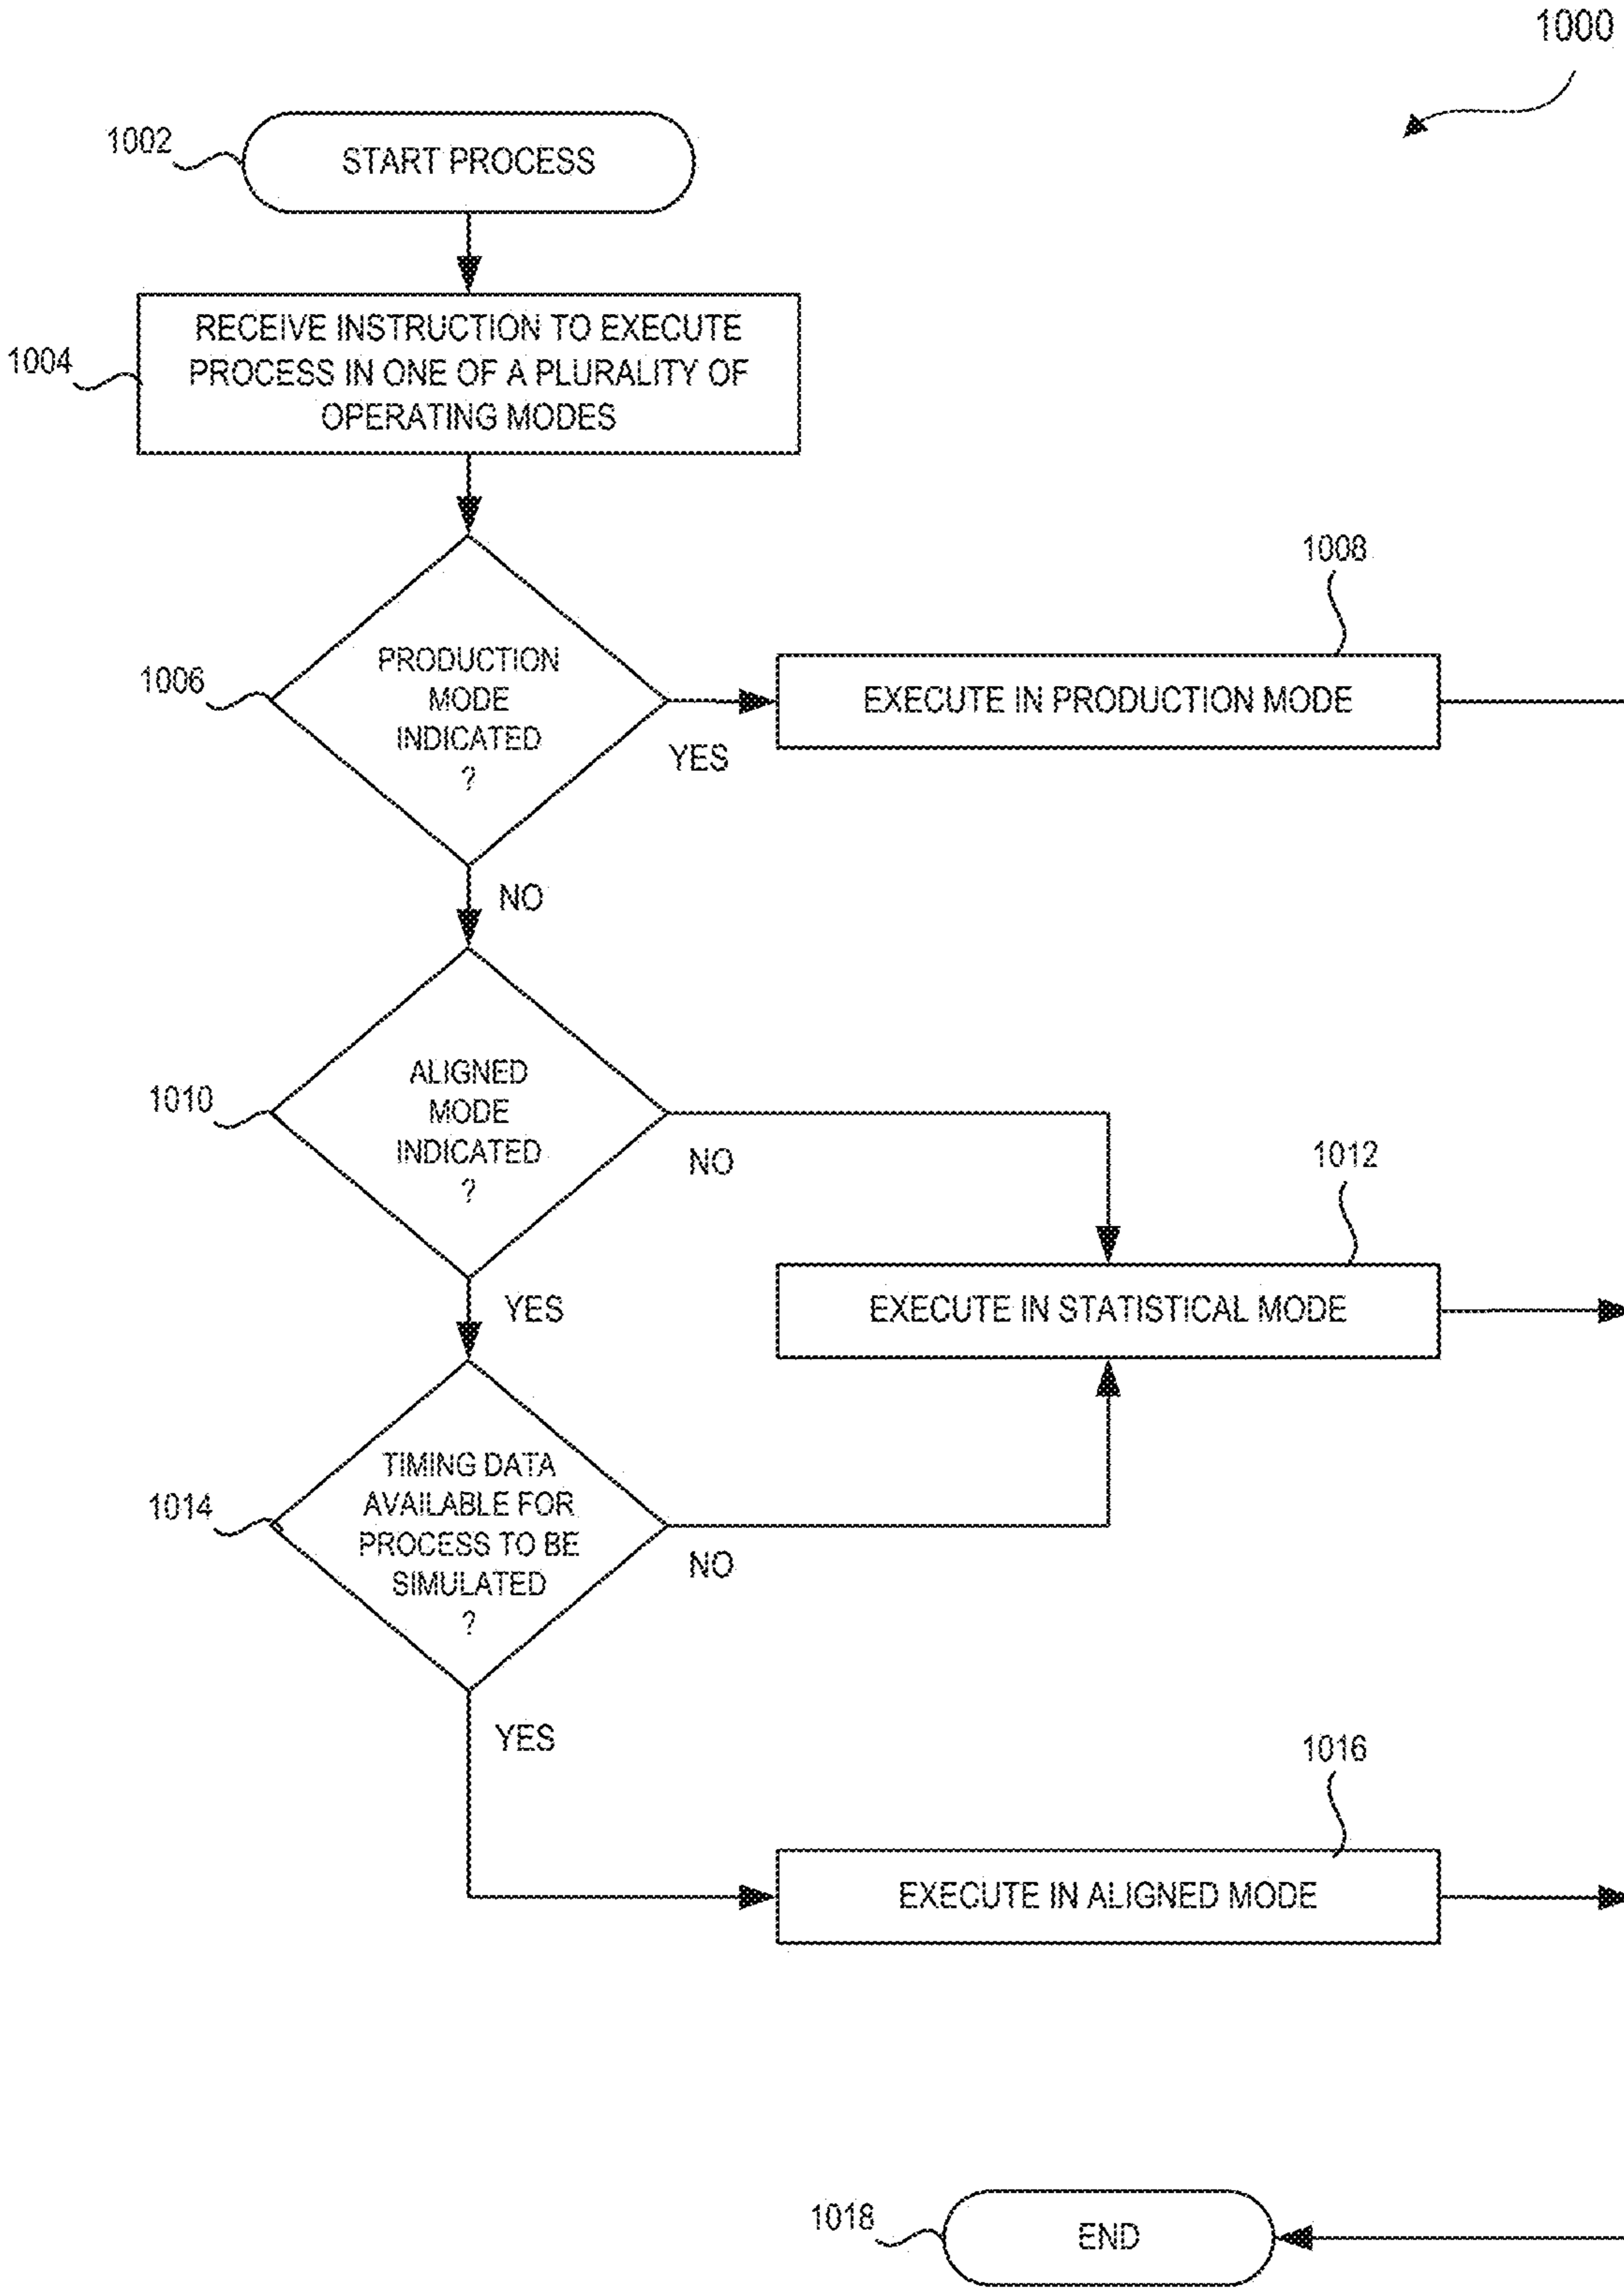 1000
1002
START PROCESS
1004
RECEIVE INSTRUCTION TO EXECUTE
PROCESS IN ONE OF A PLURALITY OF
OPERATING MODES
1006
PRODUCTION
MODE
INDICATED
?
YES
NO
1008
EXECUTE IN PRODUCTION MODE
1010
ALIGNED
MODE
INDICATED
?
NO
YES
1012
EXECUTE IN STATISTICAL MODE
1014
TIMING DATA
AVAILABLE FOR
PROCESS TO BE
SIMULATED
?
NO
YES
1016
EXECUTE IN ALIGNED MODE
1018
END